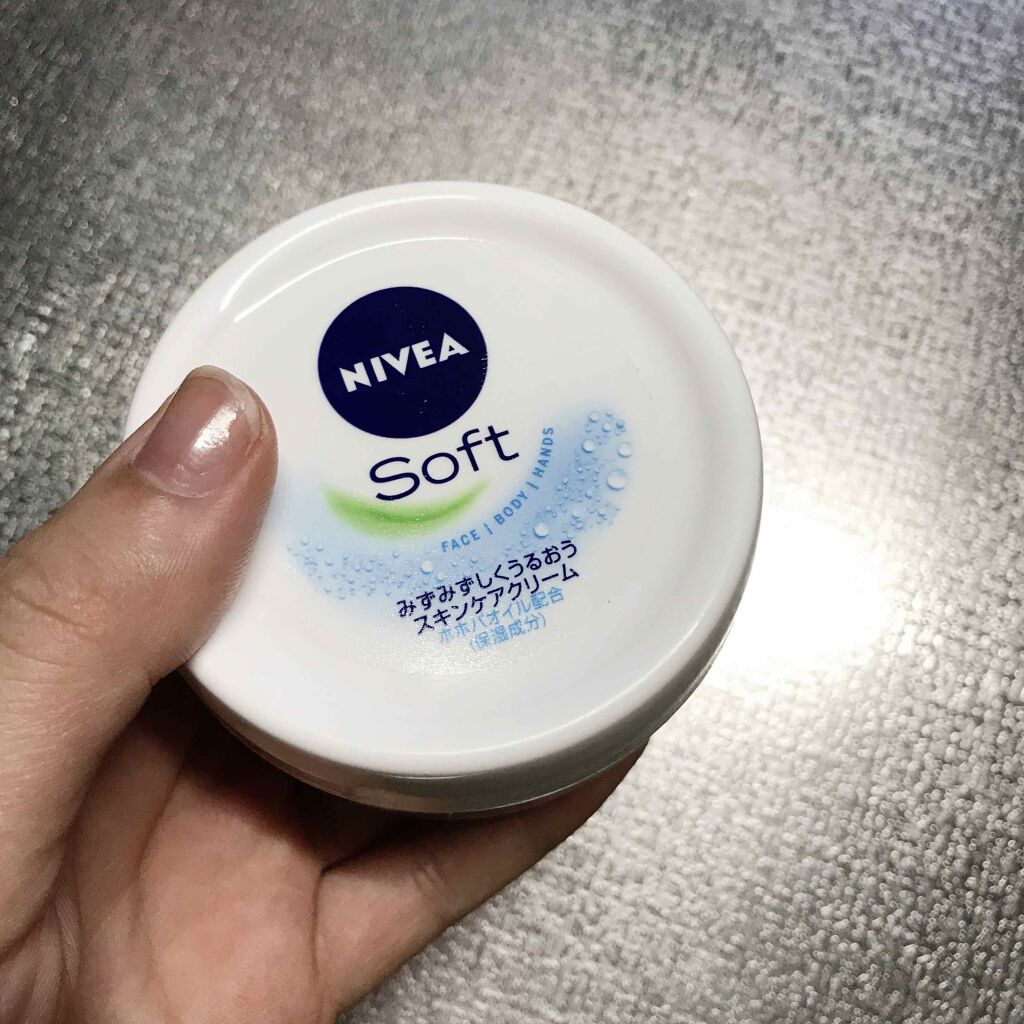 NIVEA
Soft
FACE | BODY | HANDS
みずみずしくうるおう
スキンケアクリーム
ホホバオイル配合
(保湿成分)